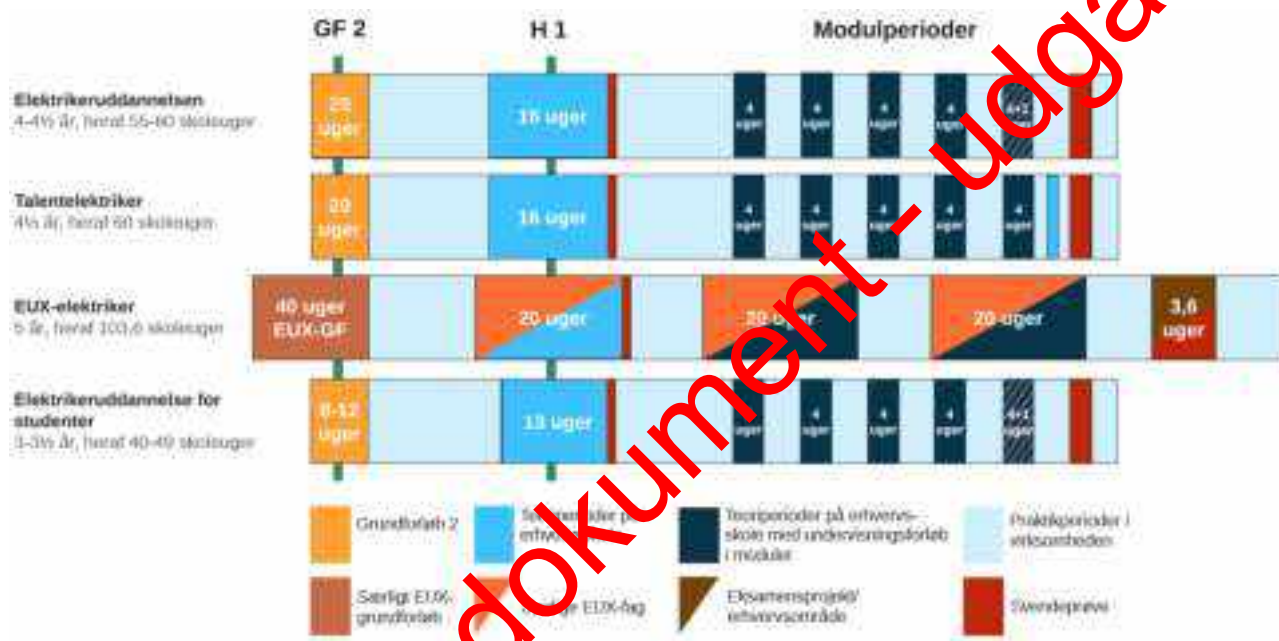 GF 2
H 1
Modulperioder
Elektrikeruddannelsen
4-4½ år, heraf 55-60 skoleuger
20
uger
16 uger
4
uger
4
uger
4
uger
4
uger
4+1
Talentelektriker
4½ år, heraf 60 skoleuger
20
uger
16 uger
4
uger
4
uger
4
uger
4
uger
4
uger
EUX-elektriker
5 år, heraf 103,6 skoleuger
40 uger
EUX-GF
20 uger
20 uger
20 uger
3,6
uger
Elektrikeruddannelse for
studenter
3-3½ år, heraf 40-49 skoleuger
8-12
uger
13 uger
uger
4
uger
4
uger
4
uger
4+1
uger
Grundforløb 2
Teoriperioder på
Teoriperioder på erhvervs-
skole med undervisningsforløb
i moduler
Praktikperioder i
virksomheden
Særligt EUX-
grundforløb
EUX-fag
Eksamensprojekt/
erhvervsområde
Svendeprøve
dokument - udga